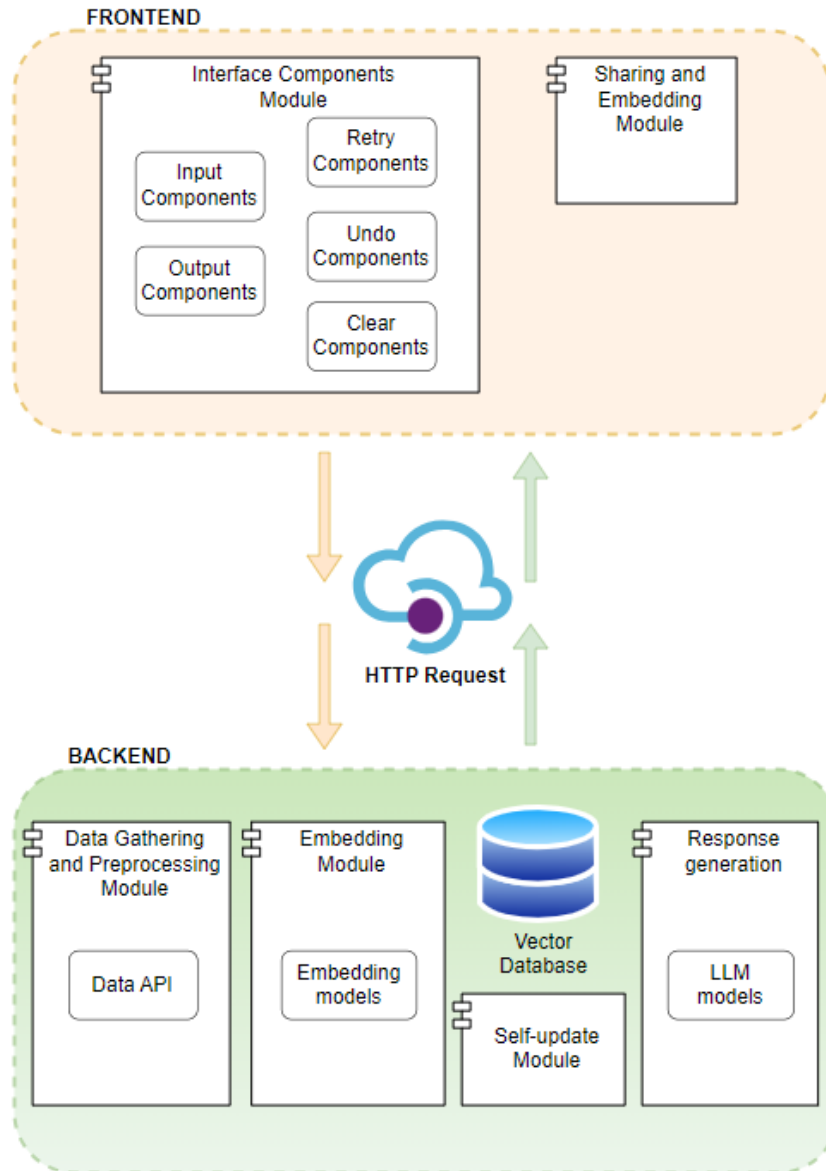 FRONTEND
Interface Components
Module
Input
Components
Output
Components
Retry
Components
Undo
Components
Clear
Components
Sharing and
Embedding
Module
HTTP Request
BACKEND
Data Gathering
and Preprocessing
Module
Data API
Embedding
Module
Embedding
models
Vector
Database
Self-update
Module
Response
generation
LLM
models